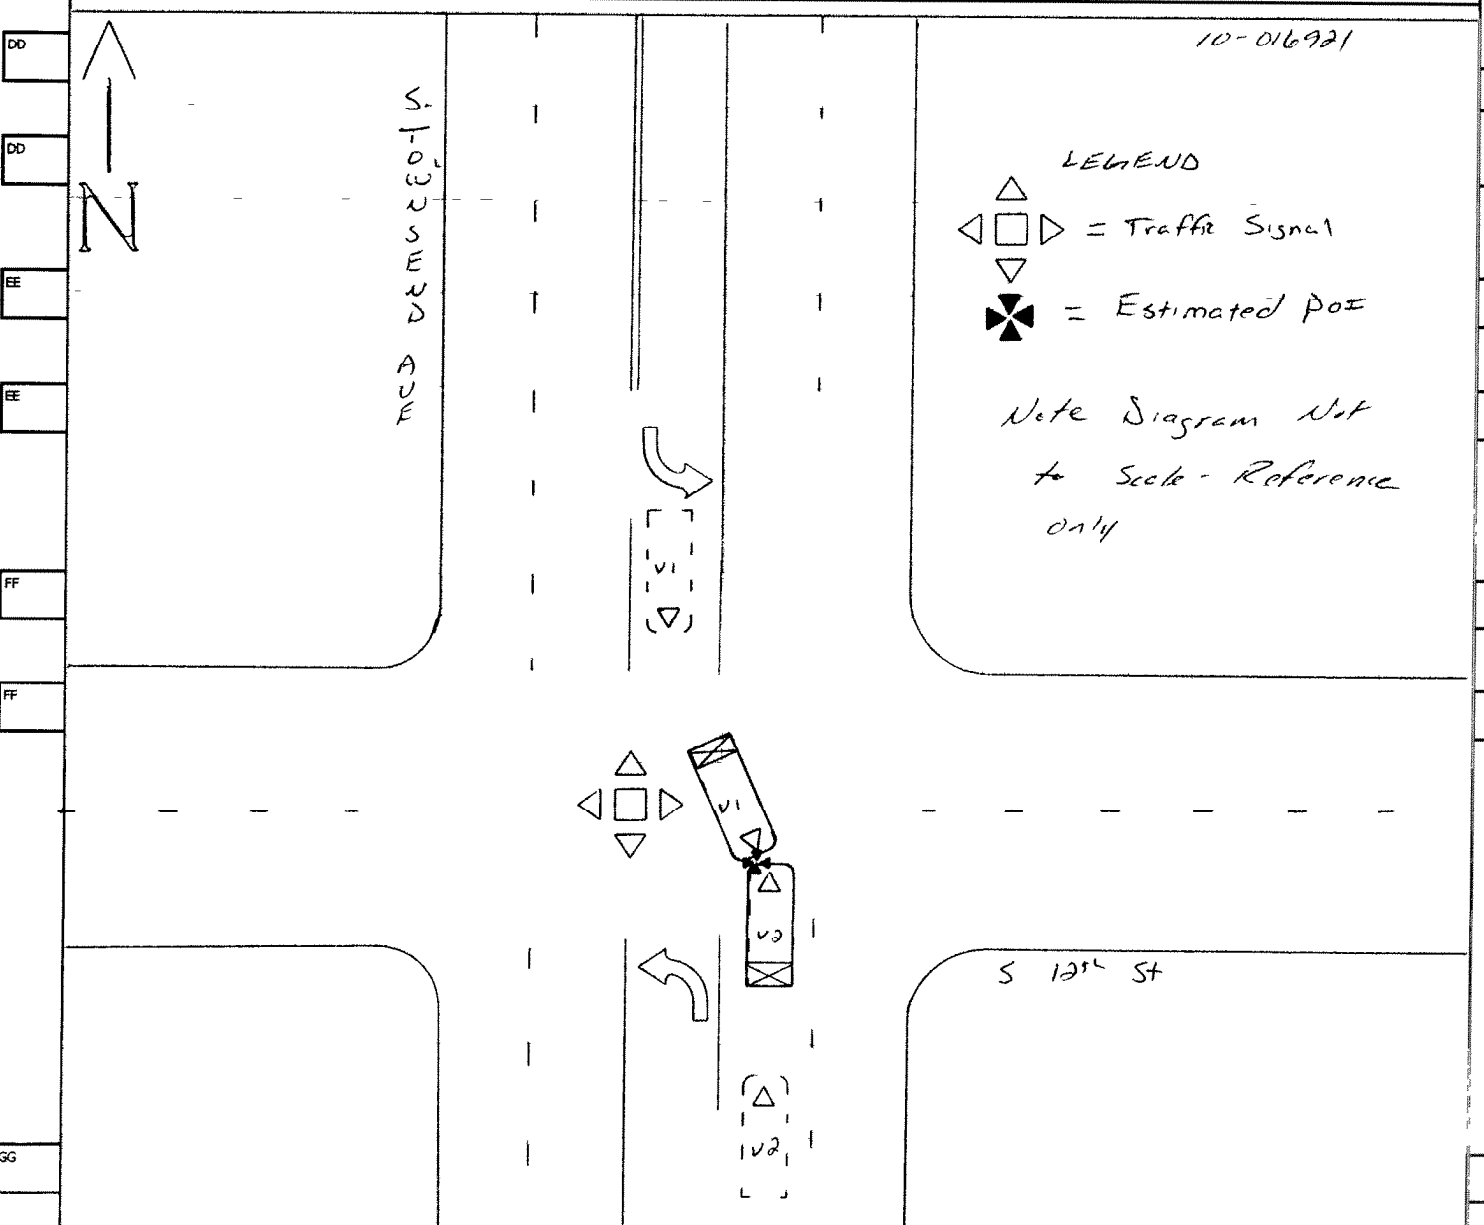 10-016921
DD
DD
EE
EE
FF
FF
GG
N
S. TOWNSEND AVE
LEGEND
= Traffic Signal
= Estimated POI
Note Diagram Not
to Scale - Reference
only
V1
V1
V2
S 12th St
V2